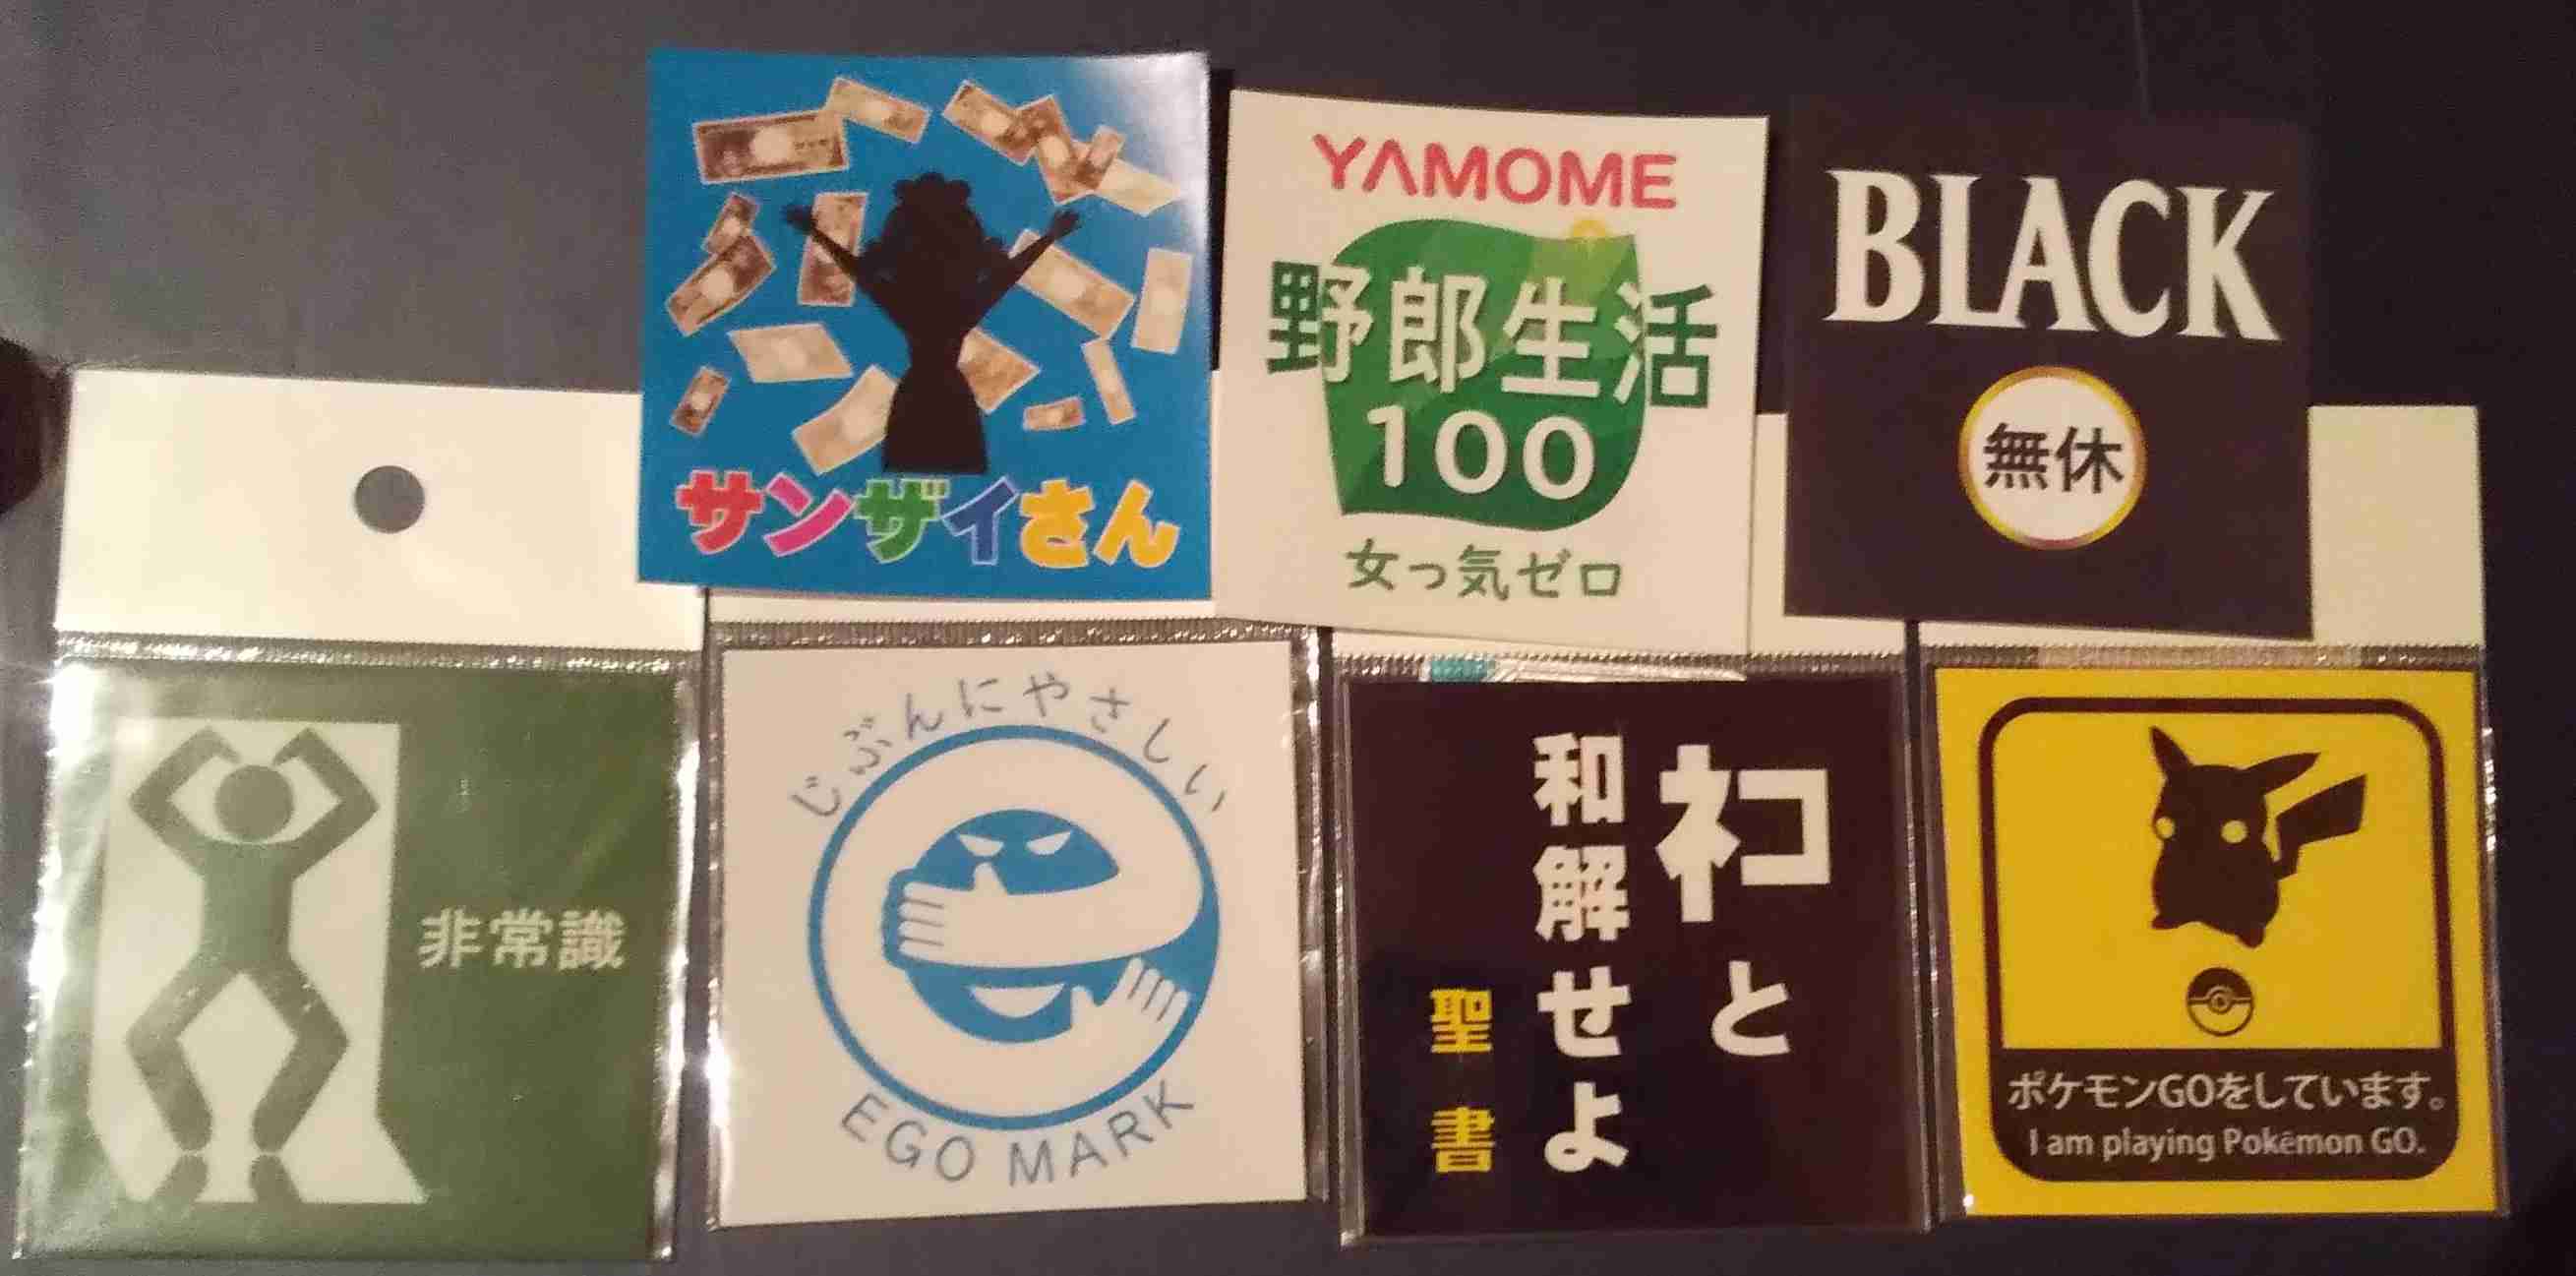 サンザイさん
YAMOME
野郎生活
100
女っ気ゼロ
BLACK
無休
非常識
じぶんにやさしい
EGO MARK
ネコと
和解せよ
聖書
ポケモンGOをしています。
I am playing Pokémon GO.